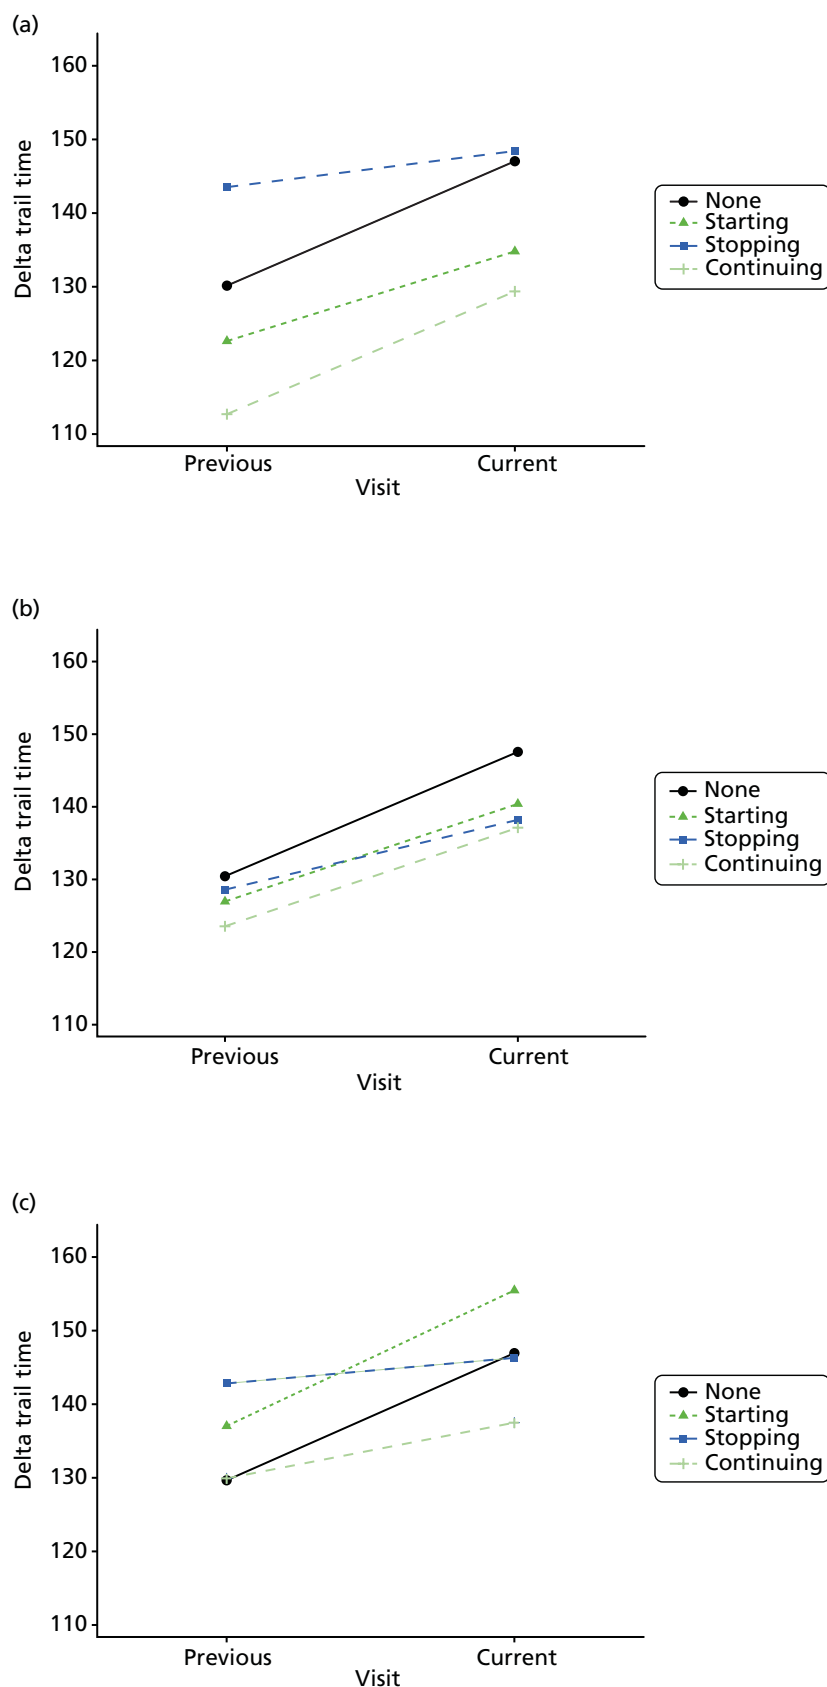 (a)
160
150
140
130
120
110
Delta trail time
Previous
Current
Visit
None
Starting
Stopping
Continuing
(b)
160
150
140
130
120
110
Delta trail time
Previous
Current
Visit
None
Starting
Stopping
Continuing
(c)
160
150
140
130
120
110
Delta trail time
Previous
Current
Visit
None
Starting
Stopping
Continuing